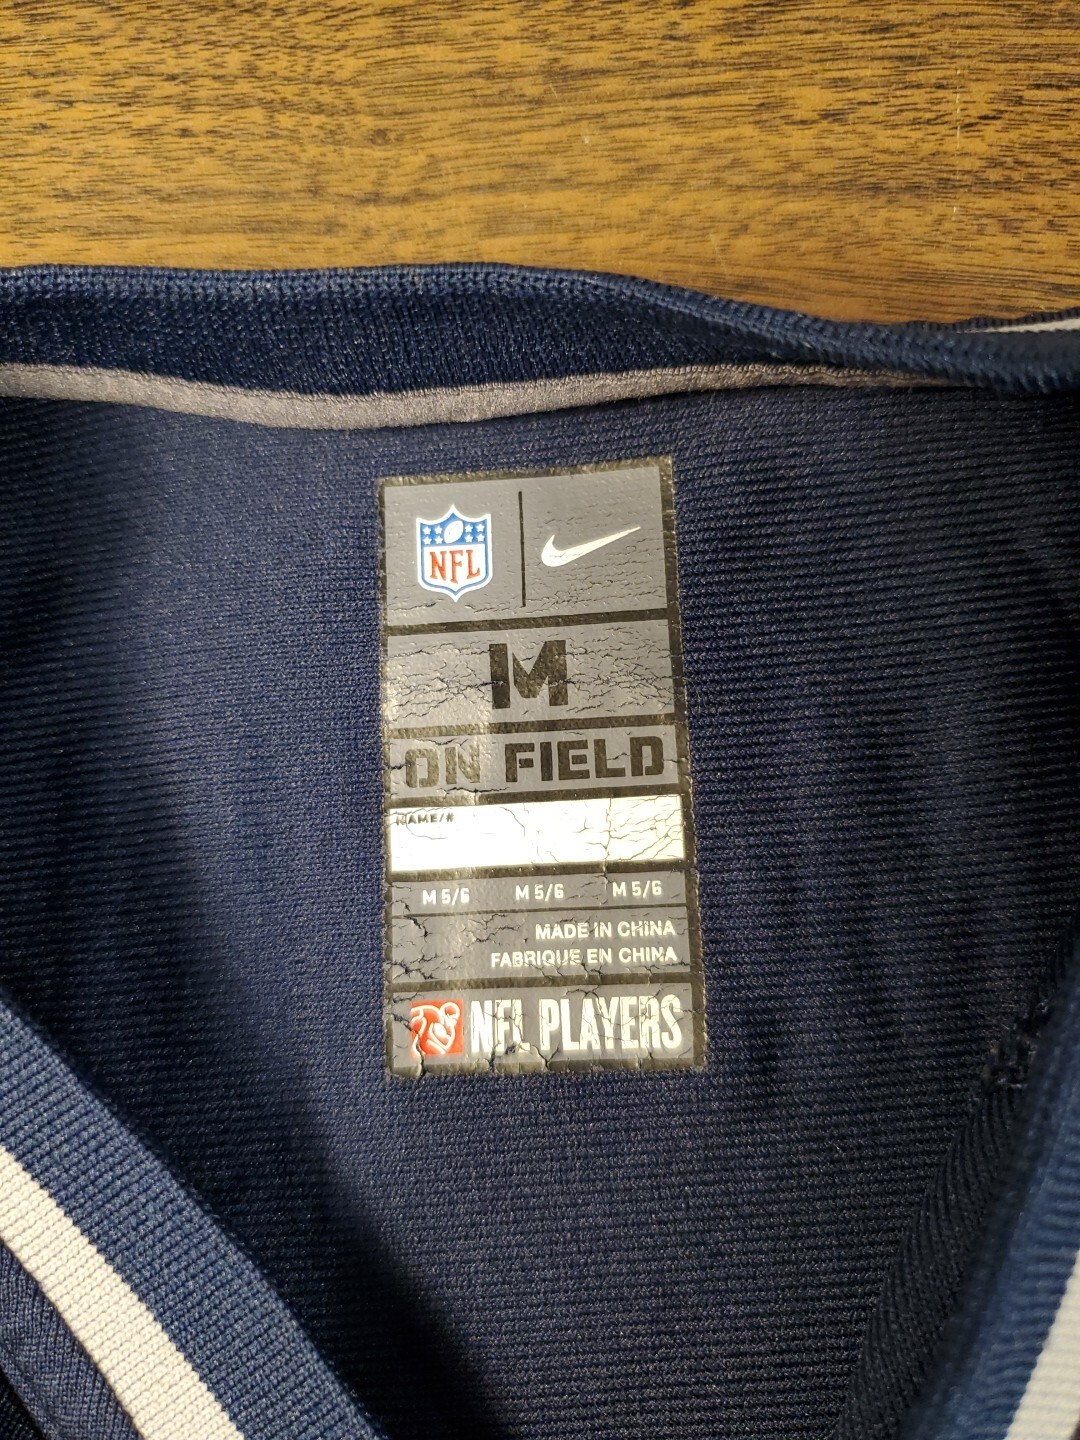 NFL
M
ON FIELD
NAME/#
M 5/6 M 5/6 M 5/6
MADE IN CHINA
FABRIQUE EN CHINA
NFL PLAYERS